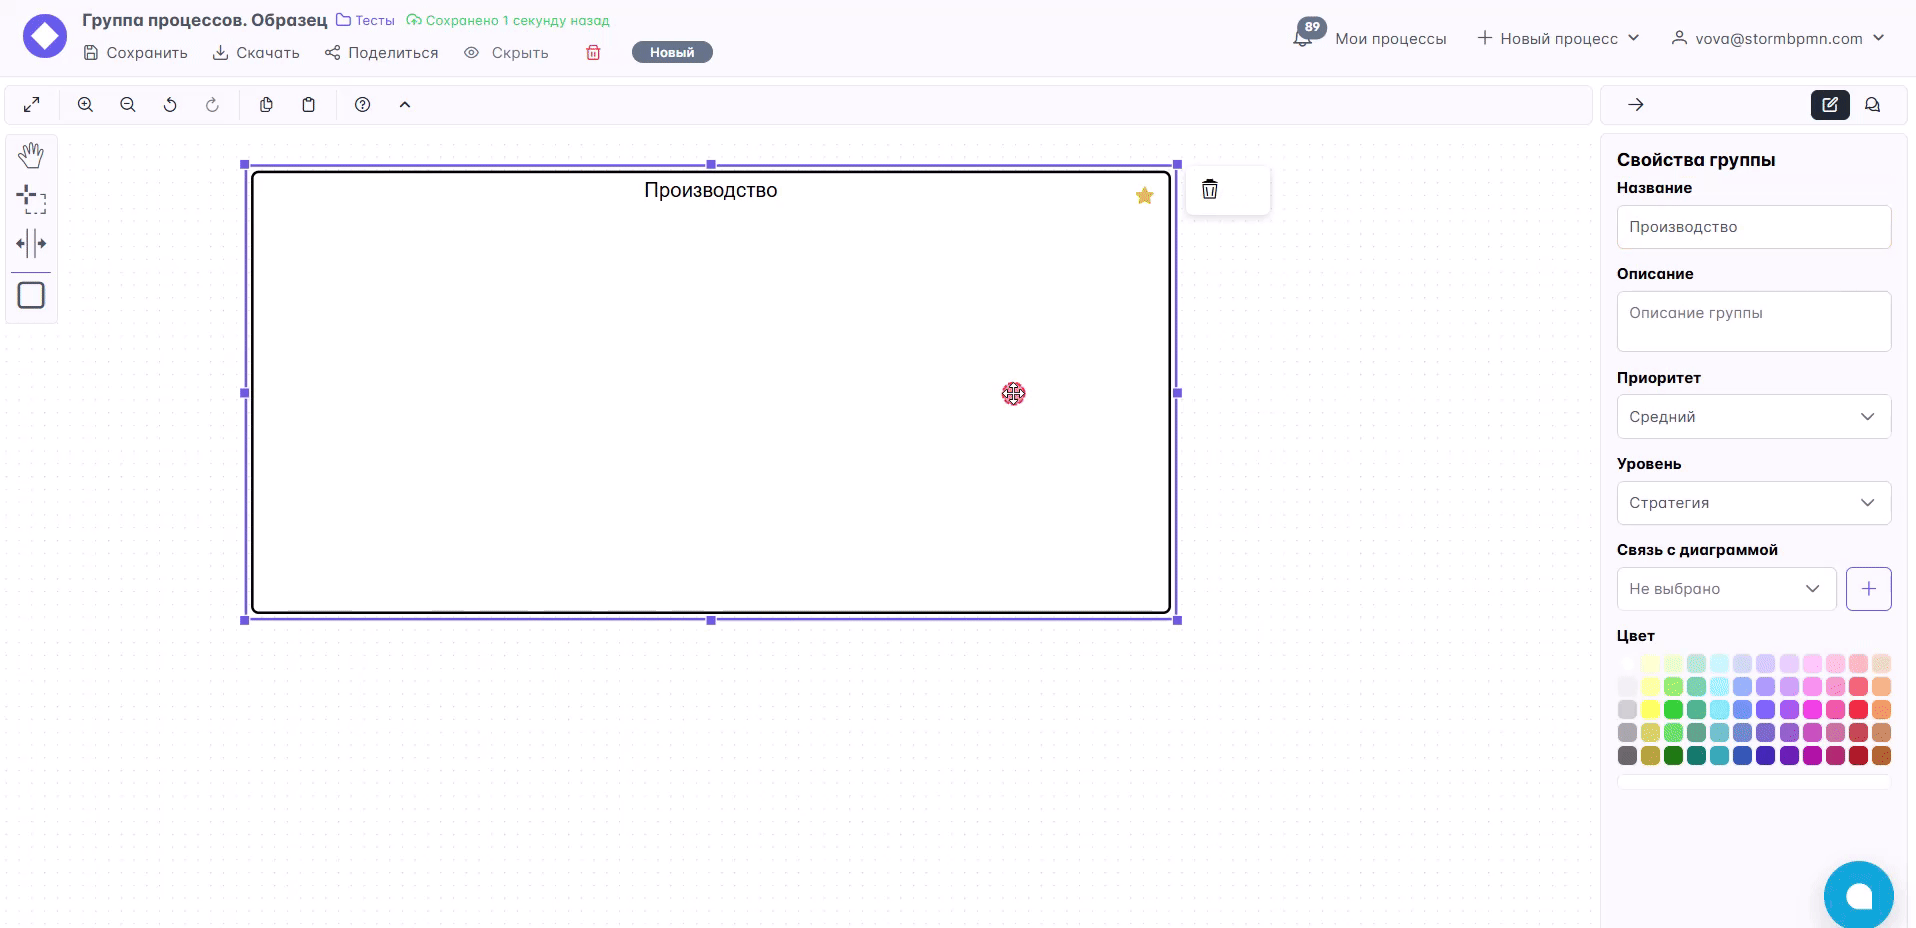 Группа процессов. Образец Тесты Сохранено 1 секунду назад
Сохранить Скачать Поделиться Скрыть Новый
89
Мои процессы Новый процесс vova@stormbpmn.com
Производство
Свойства группы
Название
Производство
Описание
Описание группы
Приоритет
Средний
Уровень
Стратегия
Связь с диаграммой
Не выбрано
Цвет